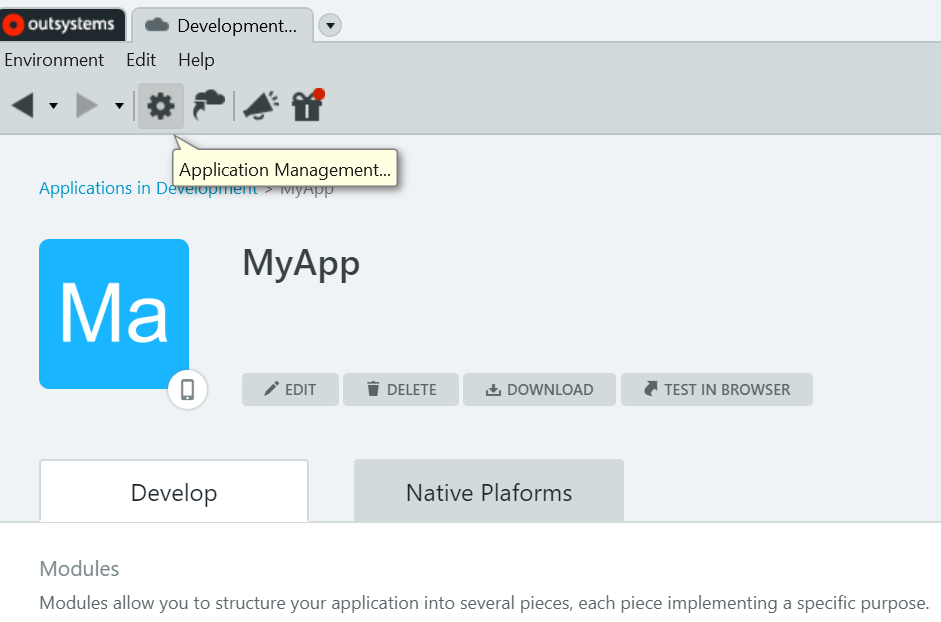 outsystems
Development...
Environment Edit Help
Application Management...
Applications in Development > MyApp
Ma
MyApp
EDIT DELETE DOWNLOAD TEST IN BROWSER
Develop Native Plaforms
Modules
Modules allow you to structure your application into several pieces, each piece implementing a specific purpose.